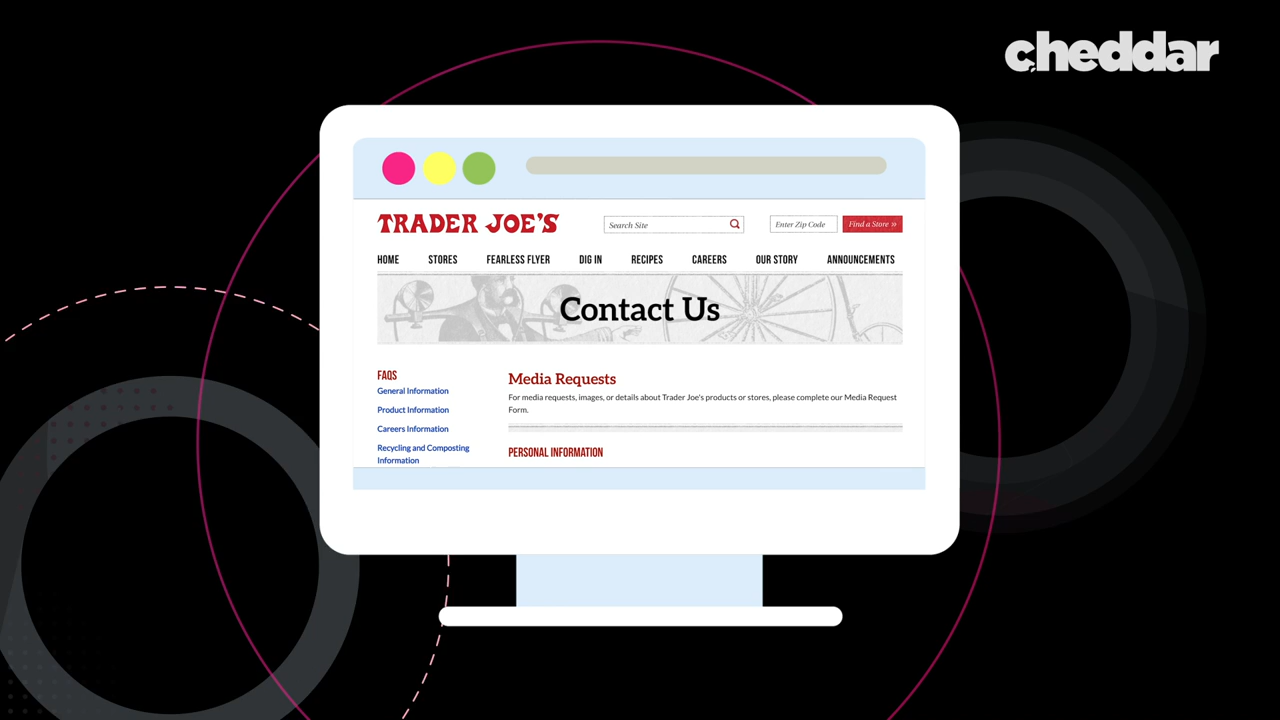 cheddar
TRADER JOE'S
Search Site
Enter Zip Code
Find a Store »
HOME STORES FEARLESS FLYER DIG IN RECIPES CAREERS OUR STORY ANNOUNCEMENTS
Contact Us
FAQS
General Information
Product Information
Careers Information
Recycling and Composting
Information
Media Requests
For media requests, images, or details about Trader Joe's products or stores, please complete our Media Request
Form.
PERSONAL INFORMATION